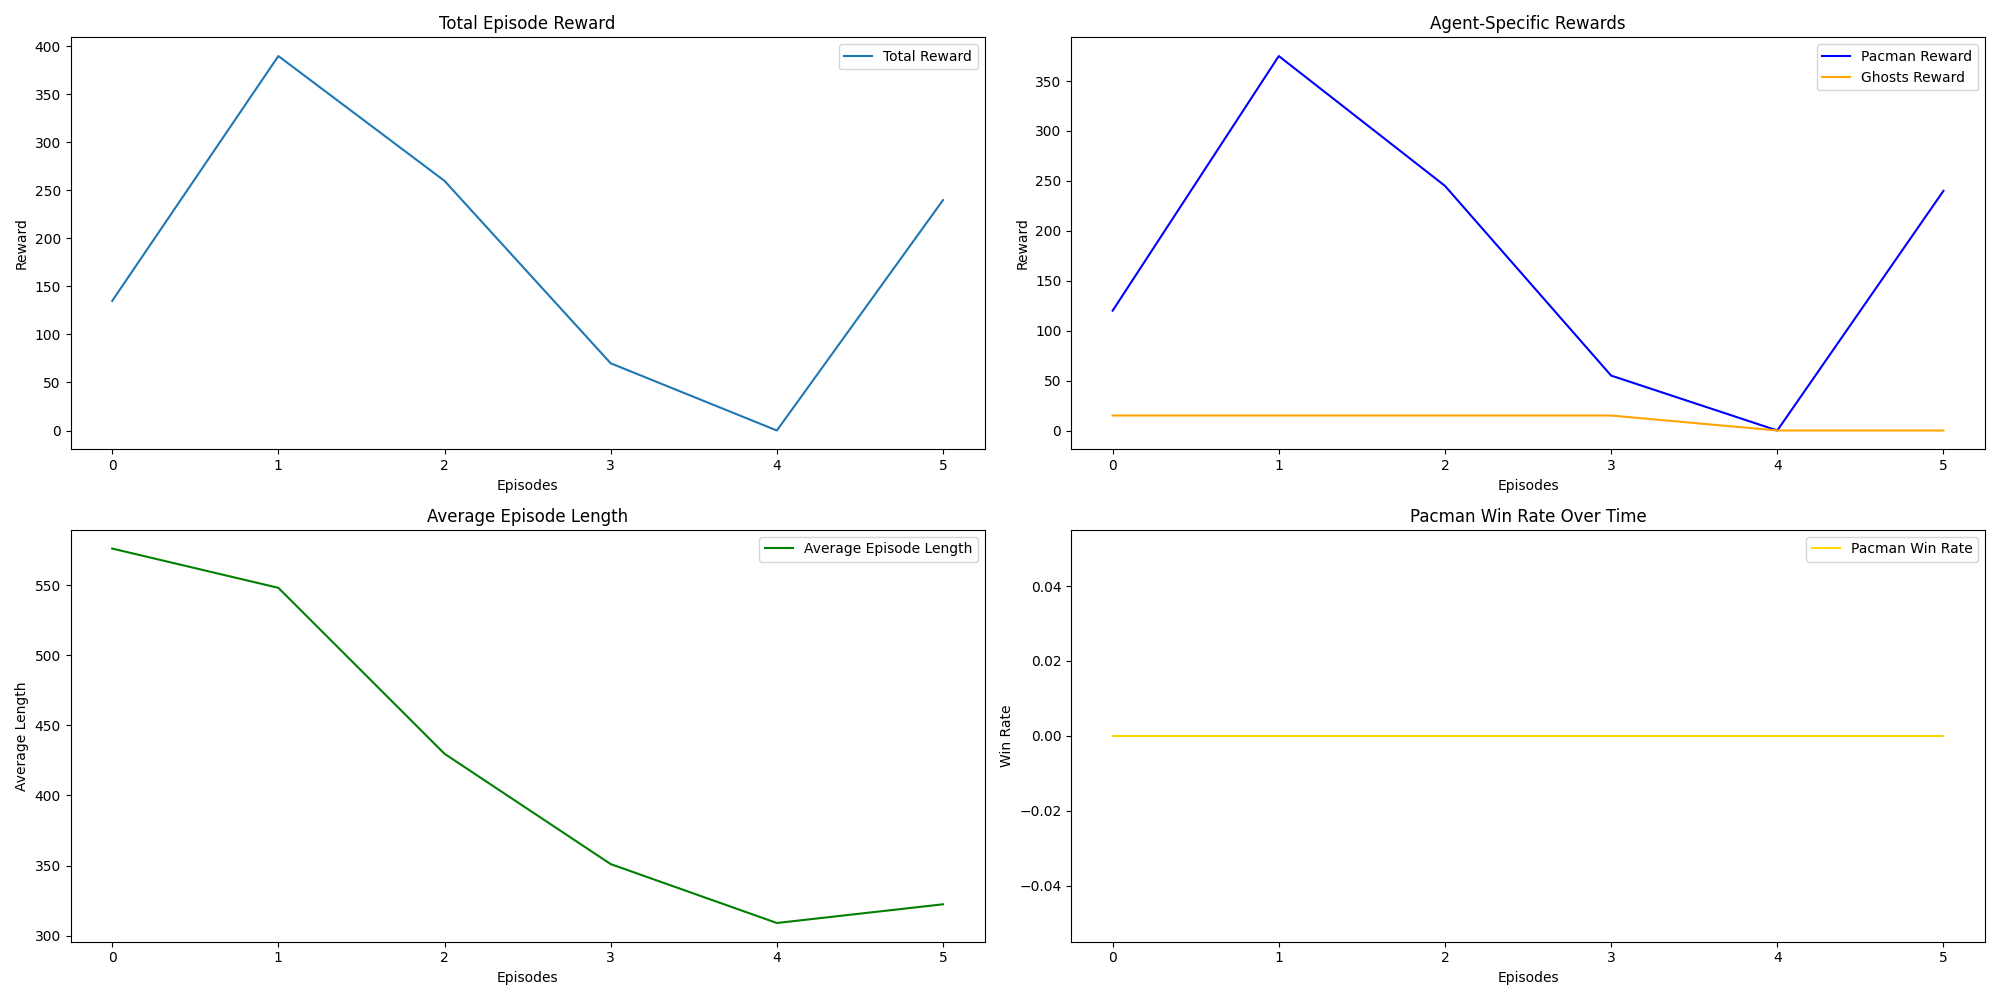 Total Episode Reward
Total Reward
400
350
300
250
200
150
100
50
0
Reward
0 1 2 3 4 5
Episodes
Agent-Specific Rewards
Pacman Reward
Ghosts Reward
350
300
250
200
150
100
50
0
Reward
0 1 2 3 4 5
Episodes
Average Episode Length
Average Episode Length
550
500
450
400
350
300
Average Length
0 1 2 3 4 5
Episodes
Pacman Win Rate Over Time
Pacman Win Rate
0.04
0.02
0.00
−0.02
−0.04
Win Rate
0 1 2 3 4 5
Episodes